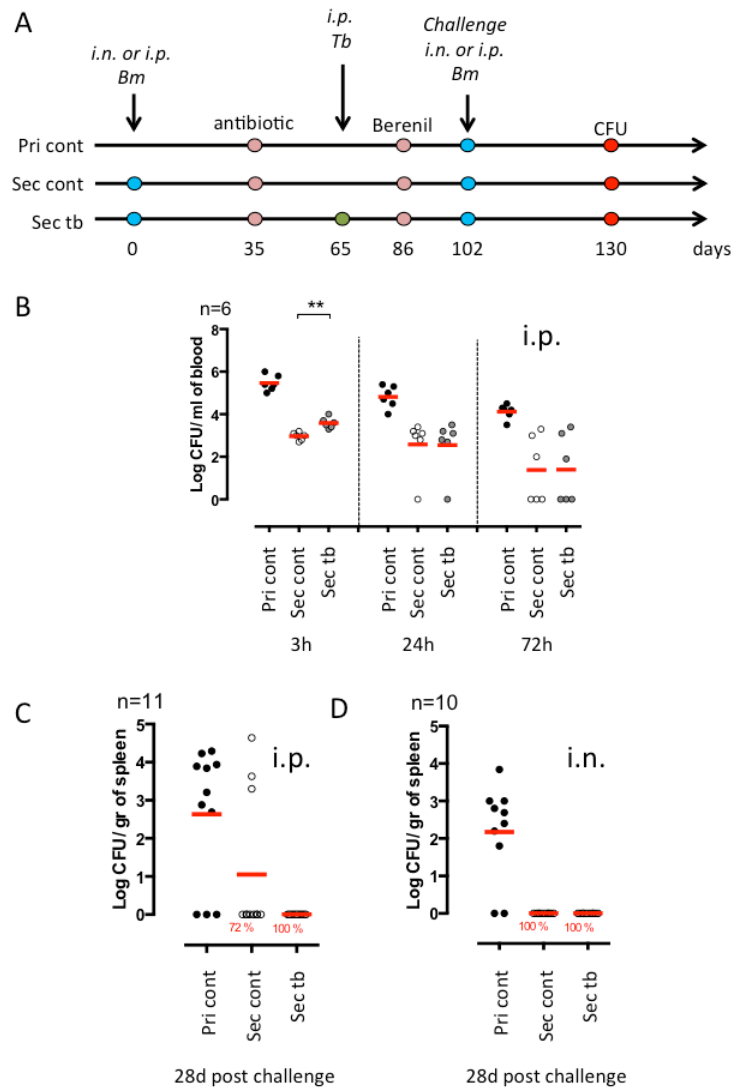 A
i.n. or i.p.
Bm
i.p.
Tb
Challenge
i.n. or i.p.
Bm
antibiotic
Berenil
CFU
Pri cont
Sec cont
Sec tb
0 35 65 86 102 130 days
B
n=6
**
i.p.
Log CFU/ ml of blood
8
6
4
2
0
Pri cont
Sec cont
Sec tb
Pri cont
Sec cont
Sec tb
Pri cont
Sec cont
Sec tb
3h 24h 72h
C
n=11
i.p.
Log CFU/ gr of spleen
5
4
3
2
1
0
72 % 100 %
Pri cont
Sec cont
Sec tb
28d post challenge
D
n=10
i.n.
Log CFU/ gr of spleen
5
4
3
2
1
0
100 % 100 %
Pri cont
Sec cont
Sec tb
28d post challenge